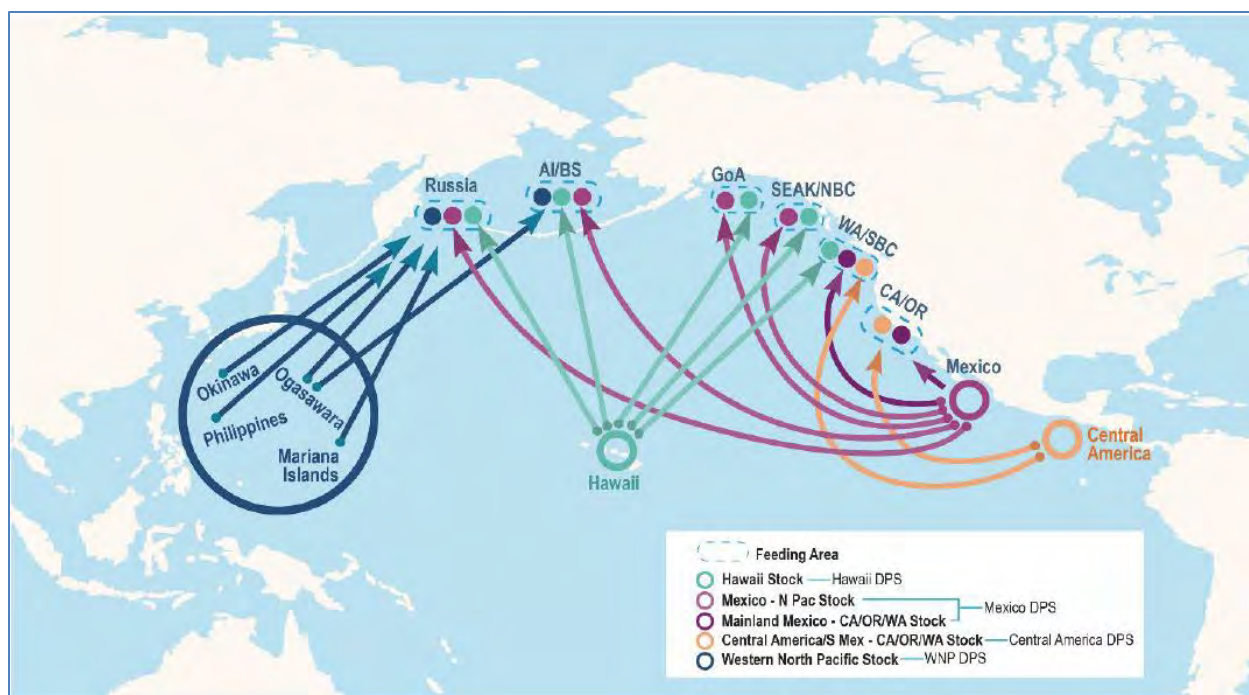 AI/BS
GoA
SEAK/NBC
Russia
WA/SBC
CA/OR
Mexico
Okinawa
Ogasawara
Philippines
Mariana
Islands
Hawaii
Central
America
Feeding Area
Hawaii Stock Hawaii DPS
Mexico - N Pac Stock
Mexico DPS
Mainland Mexico - CA/OR/WA Stock
Central America/S Mex - CA/OR/WA Stock Central America DPS
Western North Pacific Stock WNP DPS